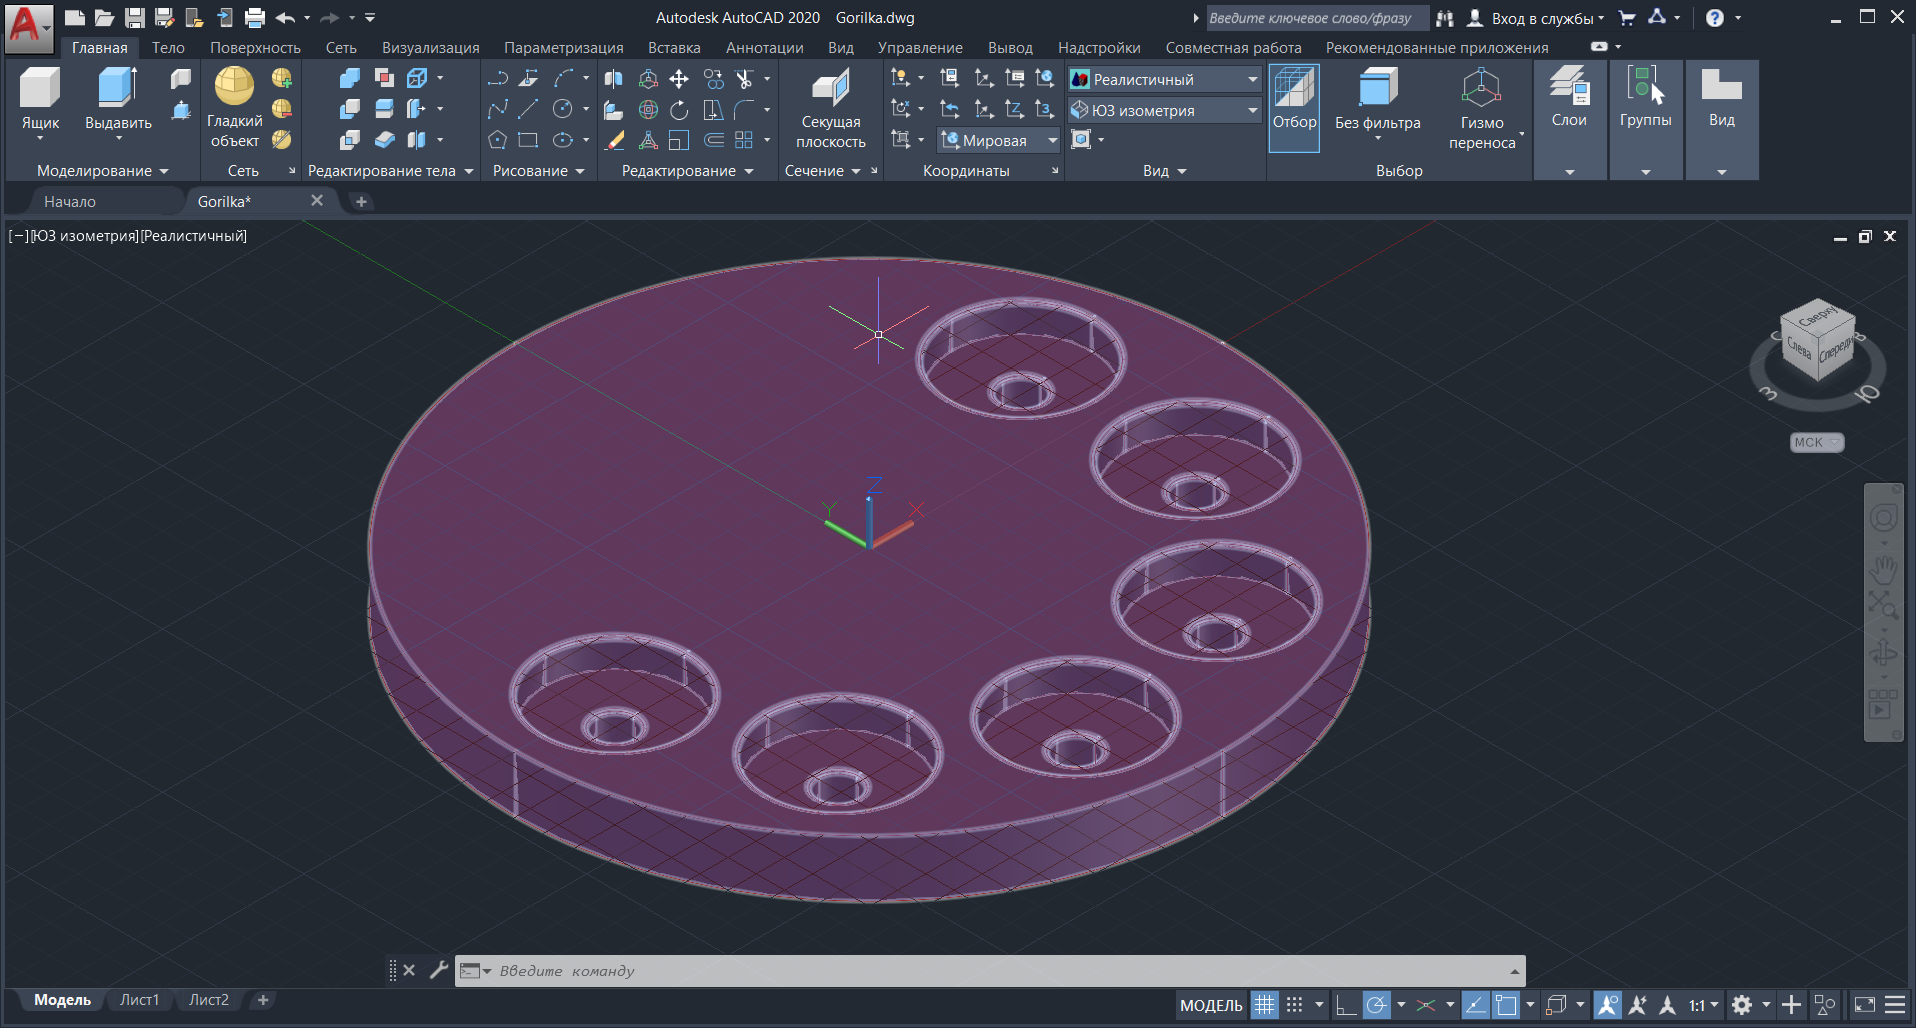 Autodesk AutoCAD 2020 Gorilka.dwg
Введите ключевое слово/фразу
Вход в службы
Главная Тело Поверхность Сеть Визуализация Параметризация Вставка Аннотации Вид Управление Вывод Надстройки Совместная работа Рекомендованные приложения
Ящик
Выдавить
Гладкий
объект
Секущая
плоскость
Мировая
Реалистичный
ЮЗ изометрия
Отбор
Без фильтра
Гизмо
переноса
Слои
Группы
Вид
Моделирование Сеть Редактирование тела Рисование Редактирование Сечение Координаты Вид Выбор
Начало
Gorilka*
[−][ЮЗ изометрия][Реалистичный]
Сверху
Слева
Спереди
С
В
З
Ю
МСК
Z
Y
X
Введите команду
Модель Лист1 Лист2
МОДЕЛЬ
1:1